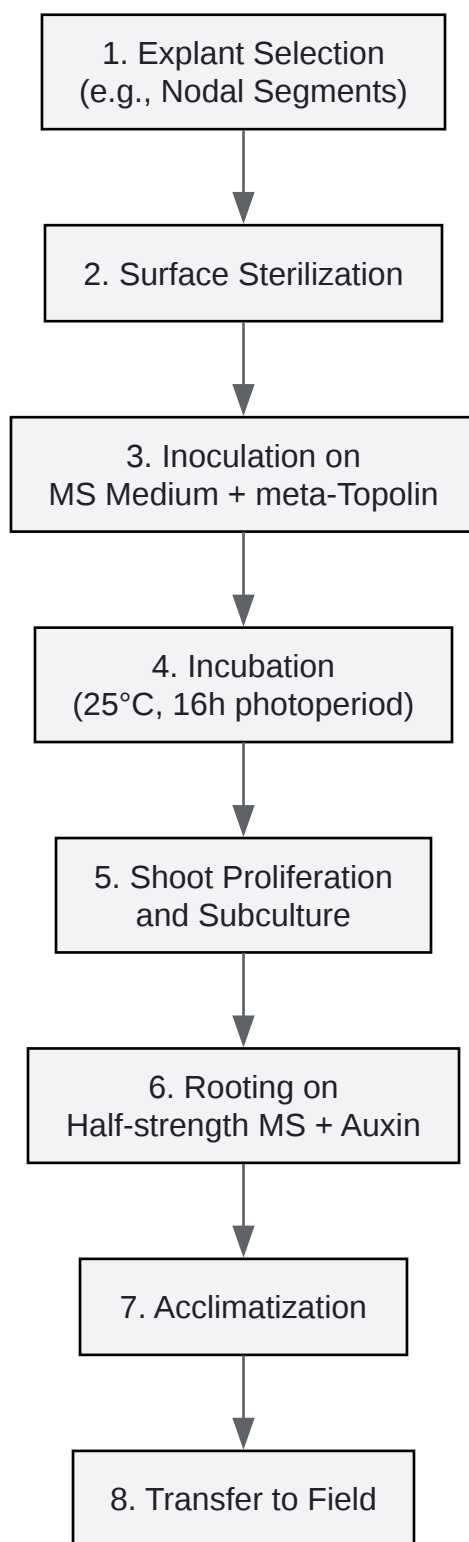 1. Explant Selection
(e.g., Nodal Segments)
2. Surface Sterilization
3. Inoculation on
MS Medium + meta-Topolin
4. Incubation
(25°C, 16h photoperiod)
5. Shoot Proliferation
and Subculture
6. Rooting on
Half-strength MS + Auxin
7. Acclimatization
8. Transfer to Field